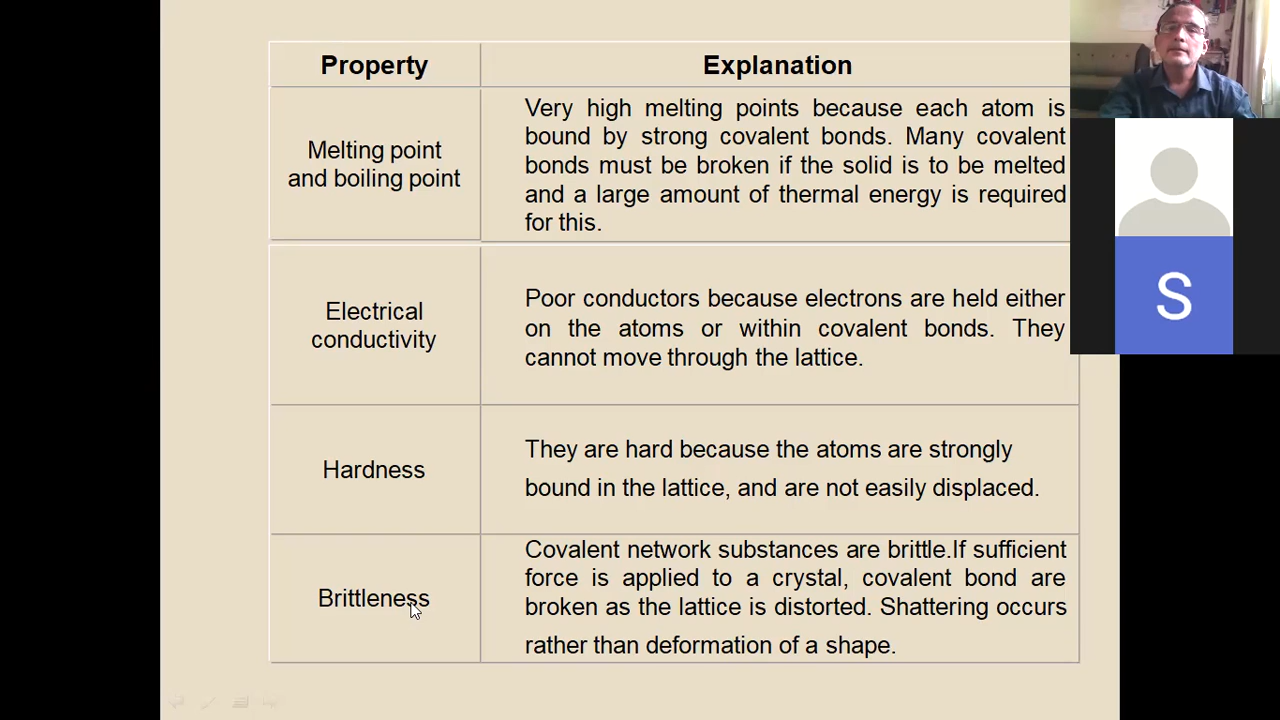 Property
Explanation
Melting point
and boiling point
Very high melting points because each atom is
bound by strong covalent bonds. Many covalent
bonds must be broken if the solid is to be melted
and a large amount of thermal energy is required
for this.
Electrical
conductivity
Poor conductors because electrons are held either
on the atoms or within covalent bonds. They
cannot move through the lattice.
Hardness
They are hard because the atoms are strongly
bound in the lattice, and are not easily displaced.
Brittleness
Covalent network substances are brittle.If sufficient
force is applied to a crystal, covalent bond are
broken as the lattice is distorted. Shattering occurs
rather than deformation of a shape.
S